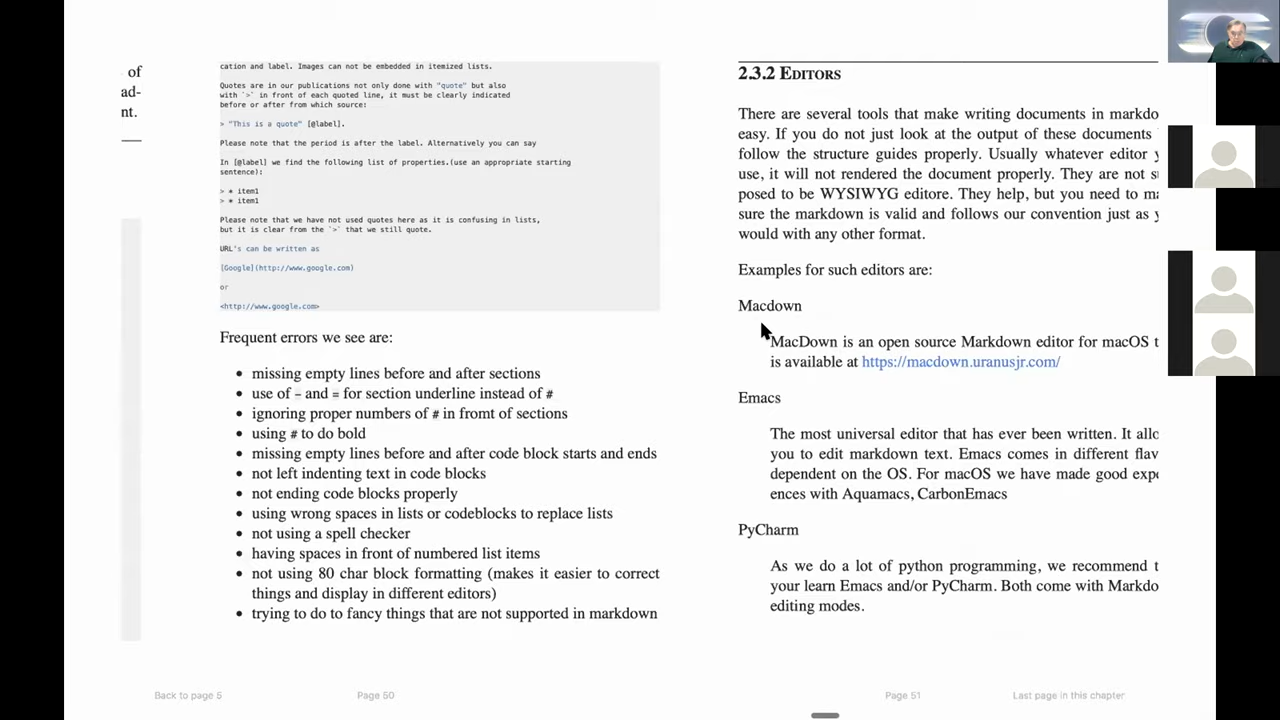 of
ad-
nt.
cation and label. Images can not be embedded in itemized lists.
Quotes are in our publications not only done with "quote" but also
with `>` in front of each quoted line, it must be clearly indicated
before or after from which source:
> "This is a quote" [@label].
Please note that the period is after the label. Alternatively you can say
In [@label] we find the following list of properties.(use an appropriate starting
sentence):
> * item1
> * item1
Please note that we have not used quotes here as it is confusing in lists,
but it is clear from the `>` that we still quote.
URL's can be written as
[Google](http://www.google.com)
or
<http://www.google.com>
Frequent errors we see are:
• missing empty lines before and after sections
• use of - and = for section underline instead of #
• ignoring proper numbers of # in fromt of sections
• using # to do bold
• missing empty lines before and after code block starts and ends
• not left indenting text in code blocks
• not ending code blocks properly
• using wrong spaces in lists or codeblocks to replace lists
• not using a spell checker
• having spaces in front of numbered list items
• not using 80 char block formatting (makes it easier to correct
things and display in different editors)
• trying to do to fancy things that are not supported in markdown
Back to page 5
Page 50
2.3.2 EDITORS
There are several tools that make writing documents in markdo
easy. If you do not just look at the output of these documents
follow the structure guides properly. Usually whatever editor y
use, it will not rendered the document properly. They are not s
posed to be WYSIWYG editore. They help, but you need to ma
sure the markdown is valid and follows our convention just as y
would with any other format.
Examples for such editors are:
Macdown
MacDown is an open source Markdown editor for macOS t
is available at https://macdown.uranusjr.com/
Emacs
The most universal editor that has ever been written. It allo
you to edit markdown text. Emacs comes in different flav
dependent on the OS. For macOS we have made good expe
ences with Aquamacs, CarbonEmacs
PyCharm
As we do a lot of python programming, we recommend t
your learn Emacs and/or PyCharm. Both come with Markdo
editing modes.
Page 51
Last page in this chapter